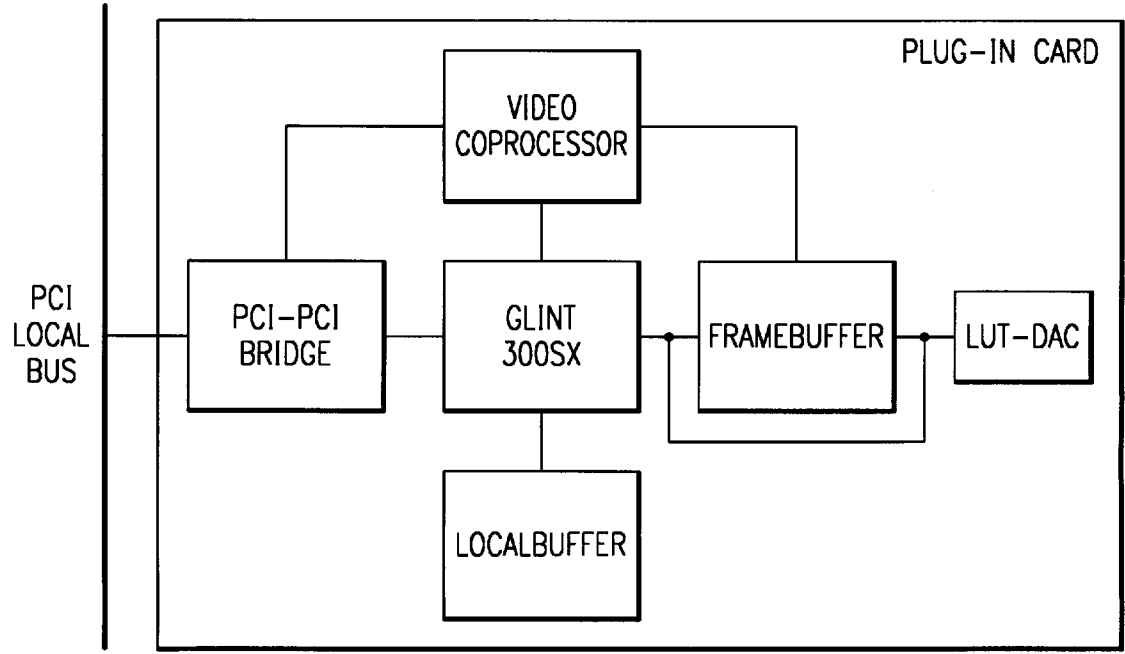 PLUG-IN CARD
VIDEO
COPROCESSOR
PCI
LOCAL
BUS
PCI-PCI
BRIDGE
GLINT
300SX
FRAMEBUFFER
LUT-DAC
LOCALBUFFER